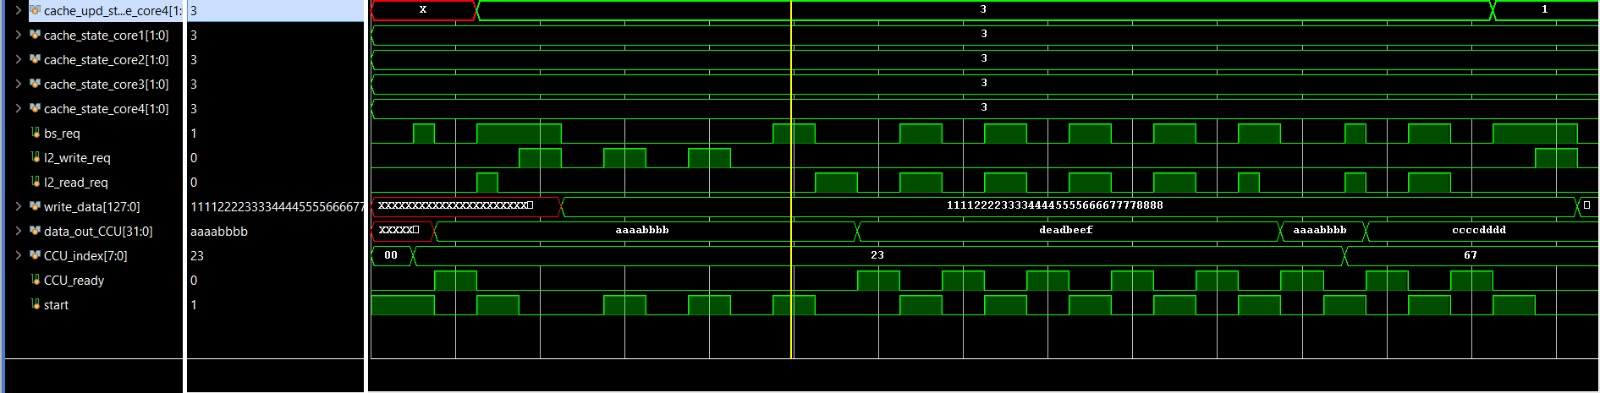 cache_upd_st...e_core4[1: 3 X 3 1
cache_state_core1[1:0] 3 3
cache_state_core2[1:0] 3 3
cache_state_core3[1:0] 3 3
cache_state_core4[1:0] 3 3
bs_req 1
l2_write_req 0
l2_read_req 0
write_data[127:0] 11112222333344445555666677 XXXXXXXXXXXXXXXXXXXXXXX 11112222333344445555666677778888
data_out_CCU[31:0] aaaabbbb XXXXX aaaabbbb deadbeef aaaabbbb ccccdddd
CCU_index[7:0] 23 00 23 67
CCU_ready 0
start 1